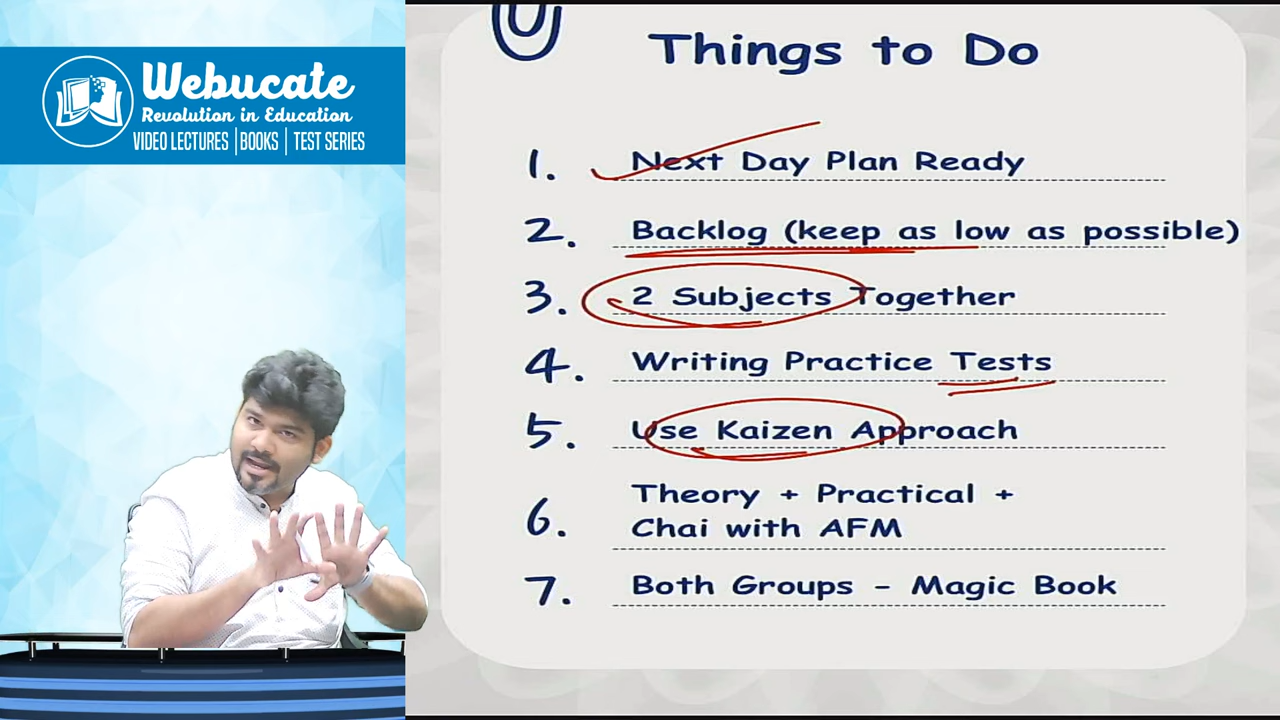 Webucate
Revolution in Education
VIDEO LECTURES | BOOKS | TEST SERIES
Things to Do
1. Next Day Plan Ready
2. Backlog (keep as low as possible)
3. 2 Subjects Together
4. Writing Practice Tests
5. Use Kaizen Approach
6. Theory + Practical +
Chai with AFM
7. Both Groups - Magic Book